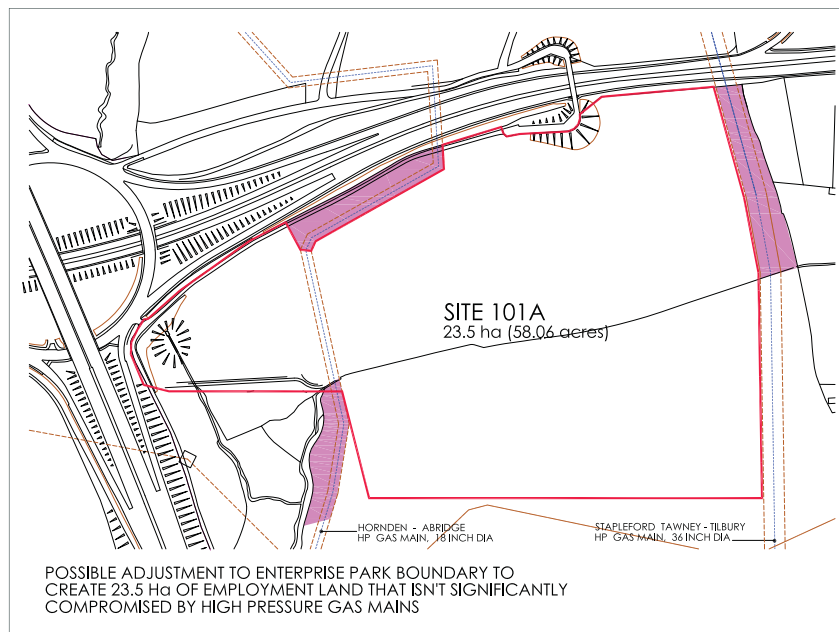 SITE 101A
23.5 ha (58.06 acres)
HORNDEN - ABRIDGE
HP GAS MAIN, 18 INCH DIA
STAPLEFORD TAWNEY - TILBURY
HP GAS MAIN, 36 INCH DIA
POSSIBLE ADJUSTMENT TO ENTERPRISE PARK BOUNDARY TO
CREATE 23.5 Ha OF EMPLOYMENT LAND THAT ISN'T SIGNIFICANTLY
COMPROMISED BY HIGH PRESSURE GAS MAINS